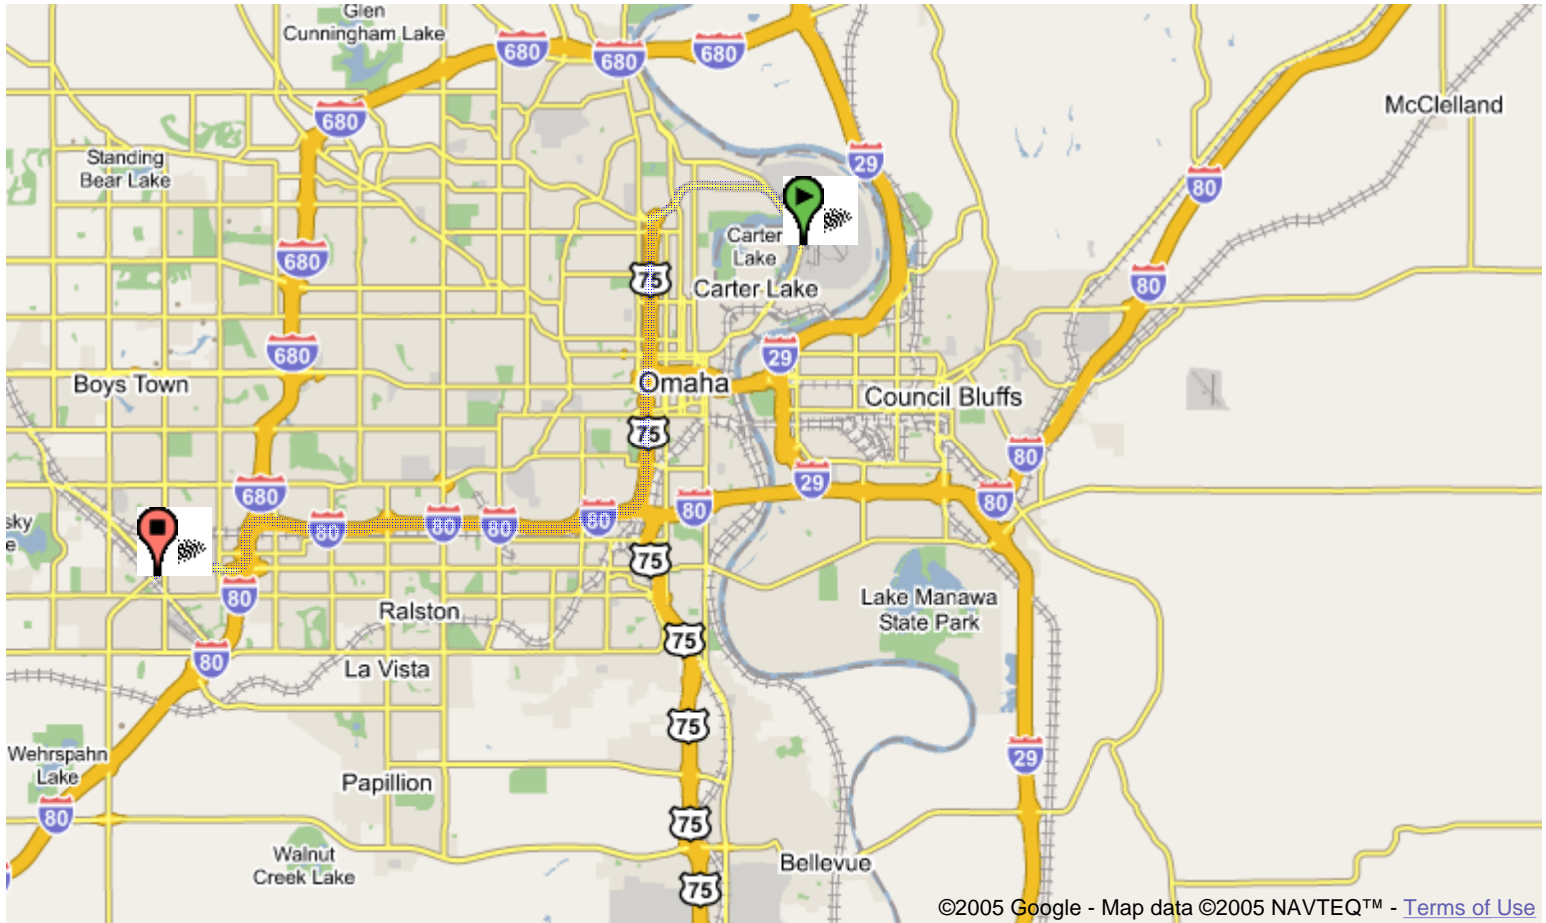 Glen
Cunningham Lake
680
680
680
McClelland
680
Standing
Bear Lake
29
80
Carter
Lake
680
75
Carter Lake
80
680
29
Boys Town
Omaha
Council Bluffs
75
80
680
29
80
80
80
80
80
80
sky
e
75
80
Ralston
Lake Manawa
State Park
75
80
La Vista
75
Wehrspahn
Lake
29
Papillion
80
75
Walnut
Creek Lake
Bellevue
75
©2005 Google - Map data ©2005 NAVTEQ™ - Terms of Use